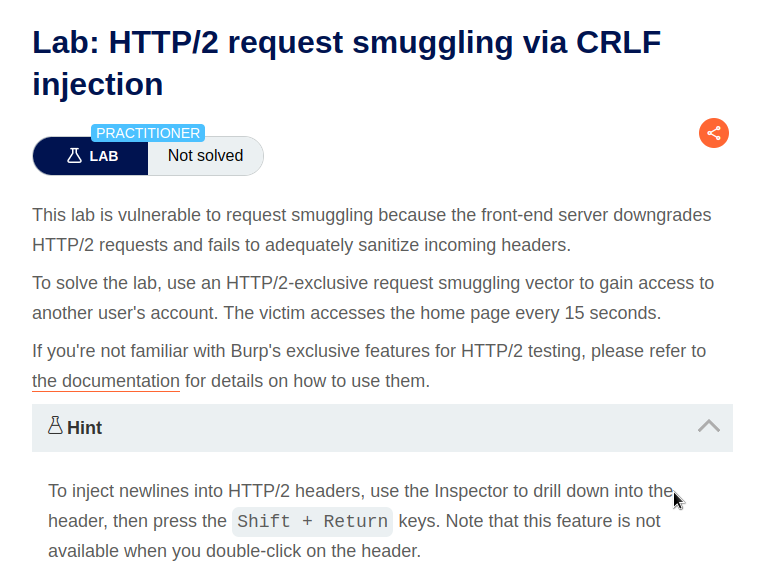 Lab: HTTP/2 request smuggling via CRLF
injection
PRACTITIONER
LAB Not solved
This lab is vulnerable to request smuggling because the front-end server downgrades
HTTP/2 requests and fails to adequately sanitize incoming headers.
To solve the lab, use an HTTP/2-exclusive request smuggling vector to gain access to
another user's account. The victim accesses the home page every 15 seconds.
If you're not familiar with Burp's exclusive features for HTTP/2 testing, please refer to
the documentation for details on how to use them.
Hint
To inject newlines into HTTP/2 headers, use the Inspector to drill down into the
header, then press the Shift + Return keys. Note that this feature is not
available when you double-click on the header.